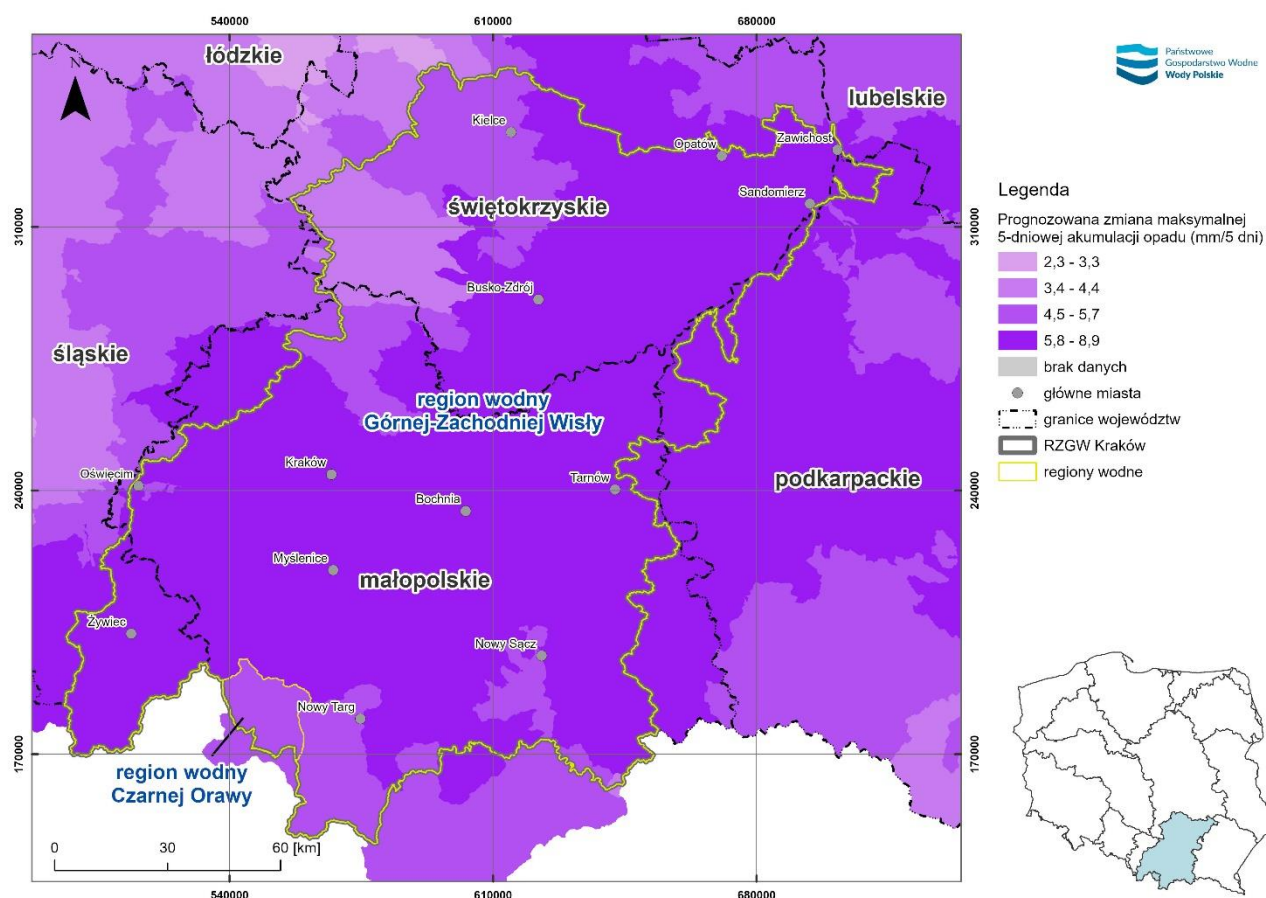 540000
610000
680000
łódzkie
N
Państwowe
Gospodarstwo Wodne
Wody Polskie
lubelskie
Kielce
Opatów
Zawichost
Sandomierz
świętokrzyskie
310000
310000
Busko-Zdrój
śląskie
region wodny
Górnej-Zachodniej Wisły
Oświęcim
Kraków
Bochnia
Tarnów
podkarpackie
240000
240000
Myślenice
małopolskie
Żywiec
Nowy Sącz
Nowy Targ
170000
170000
region wodny
Czarnej Orawy
0 30 60 [km]
540000
610000
680000
Legenda
Prognozowana zmiana maksymalnej
5-dniowej akumulacji opadu (mm/5 dni)
2,3 - 3,3
3,4 - 4,4
4,5 - 5,7
5,8 - 8,9
brak danych
główne miasta
granice województw
RZGW Kraków
regiony wodne